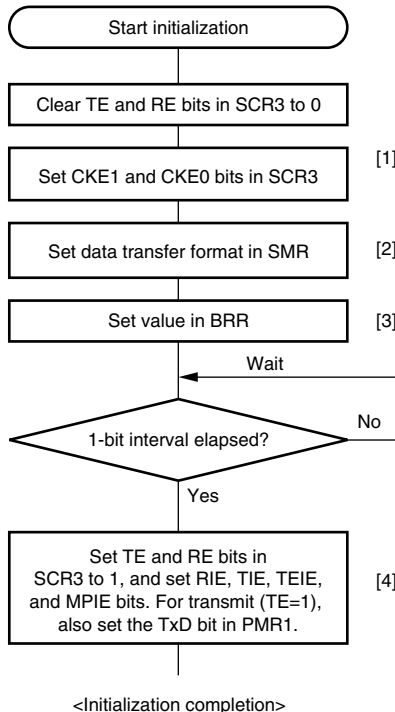 Start initialization
Clear TE and RE bits in SCR3 to 0
[1]
Set CKE1 and CKE0 bits in SCR3
Set data transfer format in SMR
[2]
Set value in BRR
[3]
Wait
1-bit interval elapsed?
No
Yes
Set TE and RE bits in
SCR3 to 1, and set RIE, TIE, TEIE,
and MPIE bits. For transmit (TE=1),
also set the TxD bit in PMR1.
[4]
<Initialization completion>